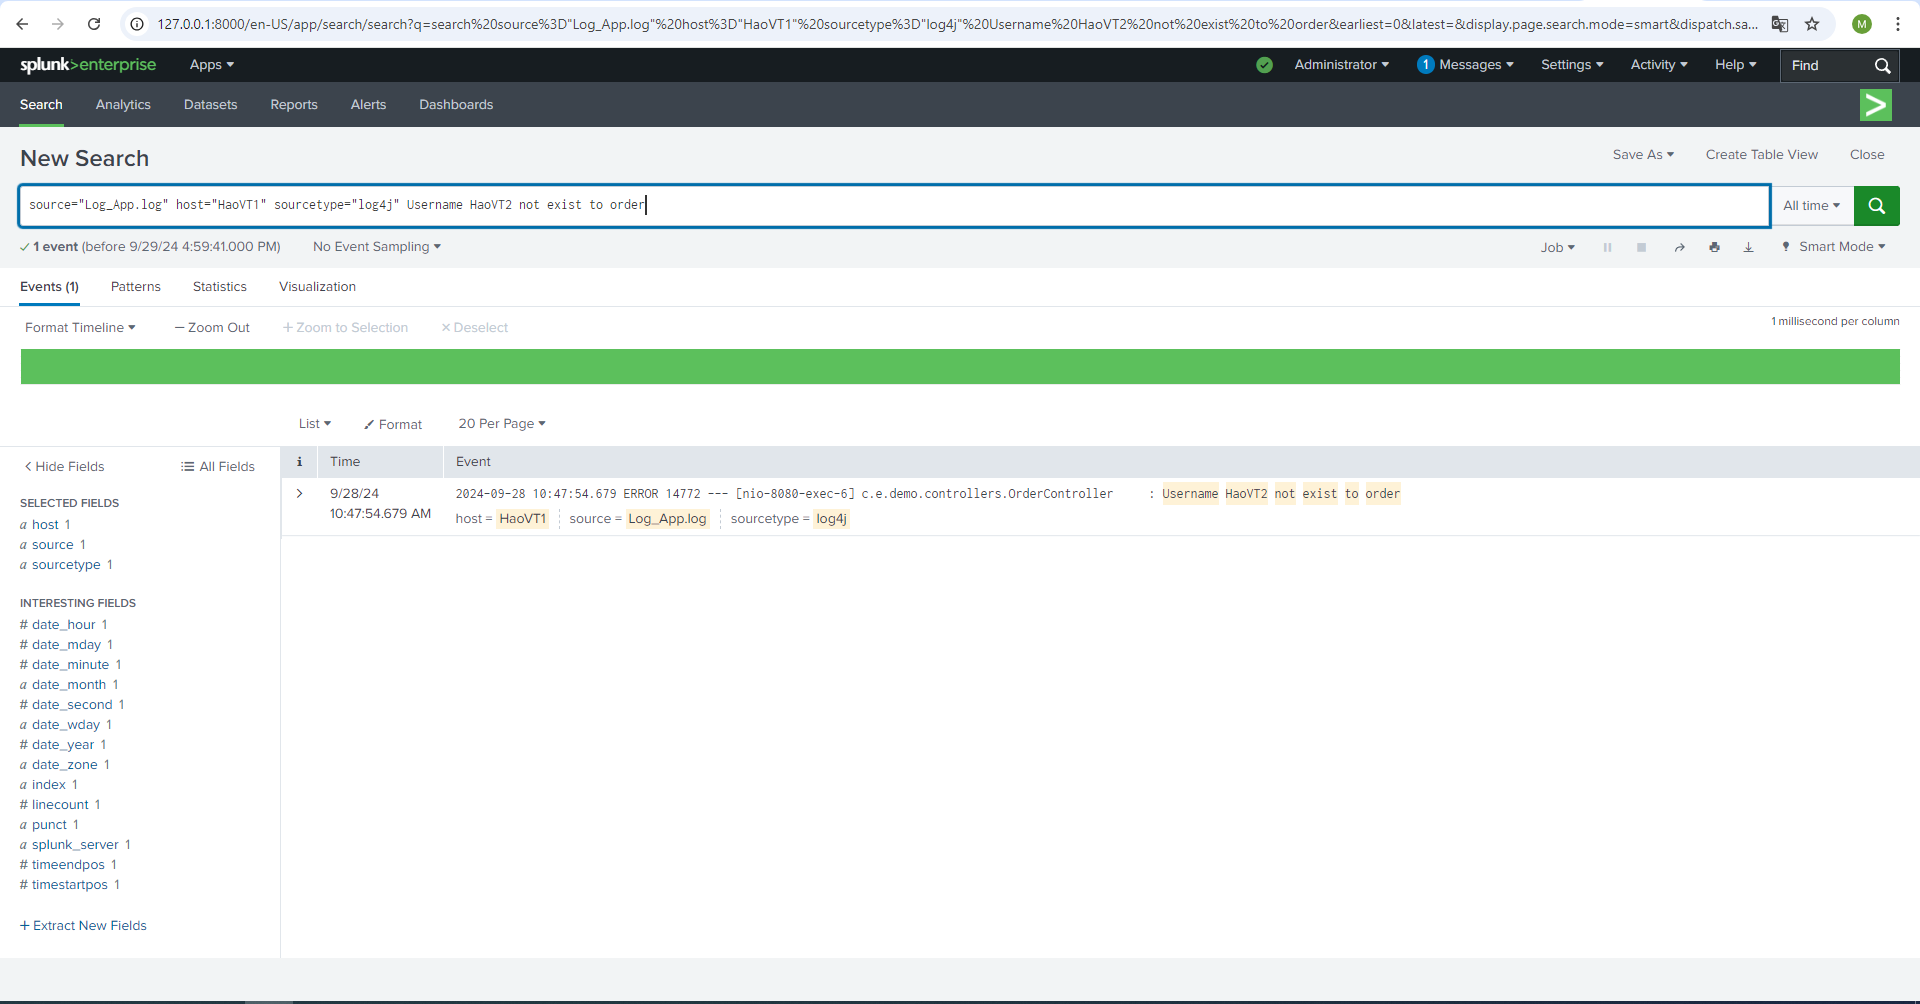 127.0.0.1:8000/en-US/app/search/search?q=search%20source%3D"Log_App.log"%20host%3D"HaoVT1"%20sourcetype%3D"log4j"%20Username%20HaoVT2%20not%20exist%20to%20order&earliest=0&latest=&display.page.search.mode=smart&dispatch.sa...
M
splunk>enterprise Apps Administrator 1 Messages Settings Activity Help Find
Search Analytics Datasets Reports Alerts Dashboards
New Search Save As Create Table View Close
source="Log_App.log" host="HaoVT1" sourcetype="log4j" Username HaoVT2 not exist to order All time
1 event (before 9/29/24 4:59:41.000 PM) No Event Sampling Job Smart Mode
Events (1) Patterns Statistics Visualization
Format Timeline — Zoom Out + Zoom to Selection × Deselect 1 millisecond per column
List Format 20 Per Page
< Hide Fields All Fields i Time Event
9/28/24 2024-09-28 10:47:54.679 ERROR 14772 --- [nio-8080-exec-6] c.e.demo.controllers.OrderController : Username HaoVT2 not exist to order
10:47:54.679 AM host = HaoVT1 source = Log_App.log sourcetype = log4j
SELECTED FIELDS
a host 1
a source 1
a sourcetype 1
INTERESTING FIELDS
# date_hour 1
# date_mday 1
# date_minute 1
a date_month 1
# date_second 1
a date_wday 1
# date_year 1
a date_zone 1
a index 1
# linecount 1
a punct 1
a splunk_server 1
# timeendpos 1
# timestartpos 1
+ Extract New Fields